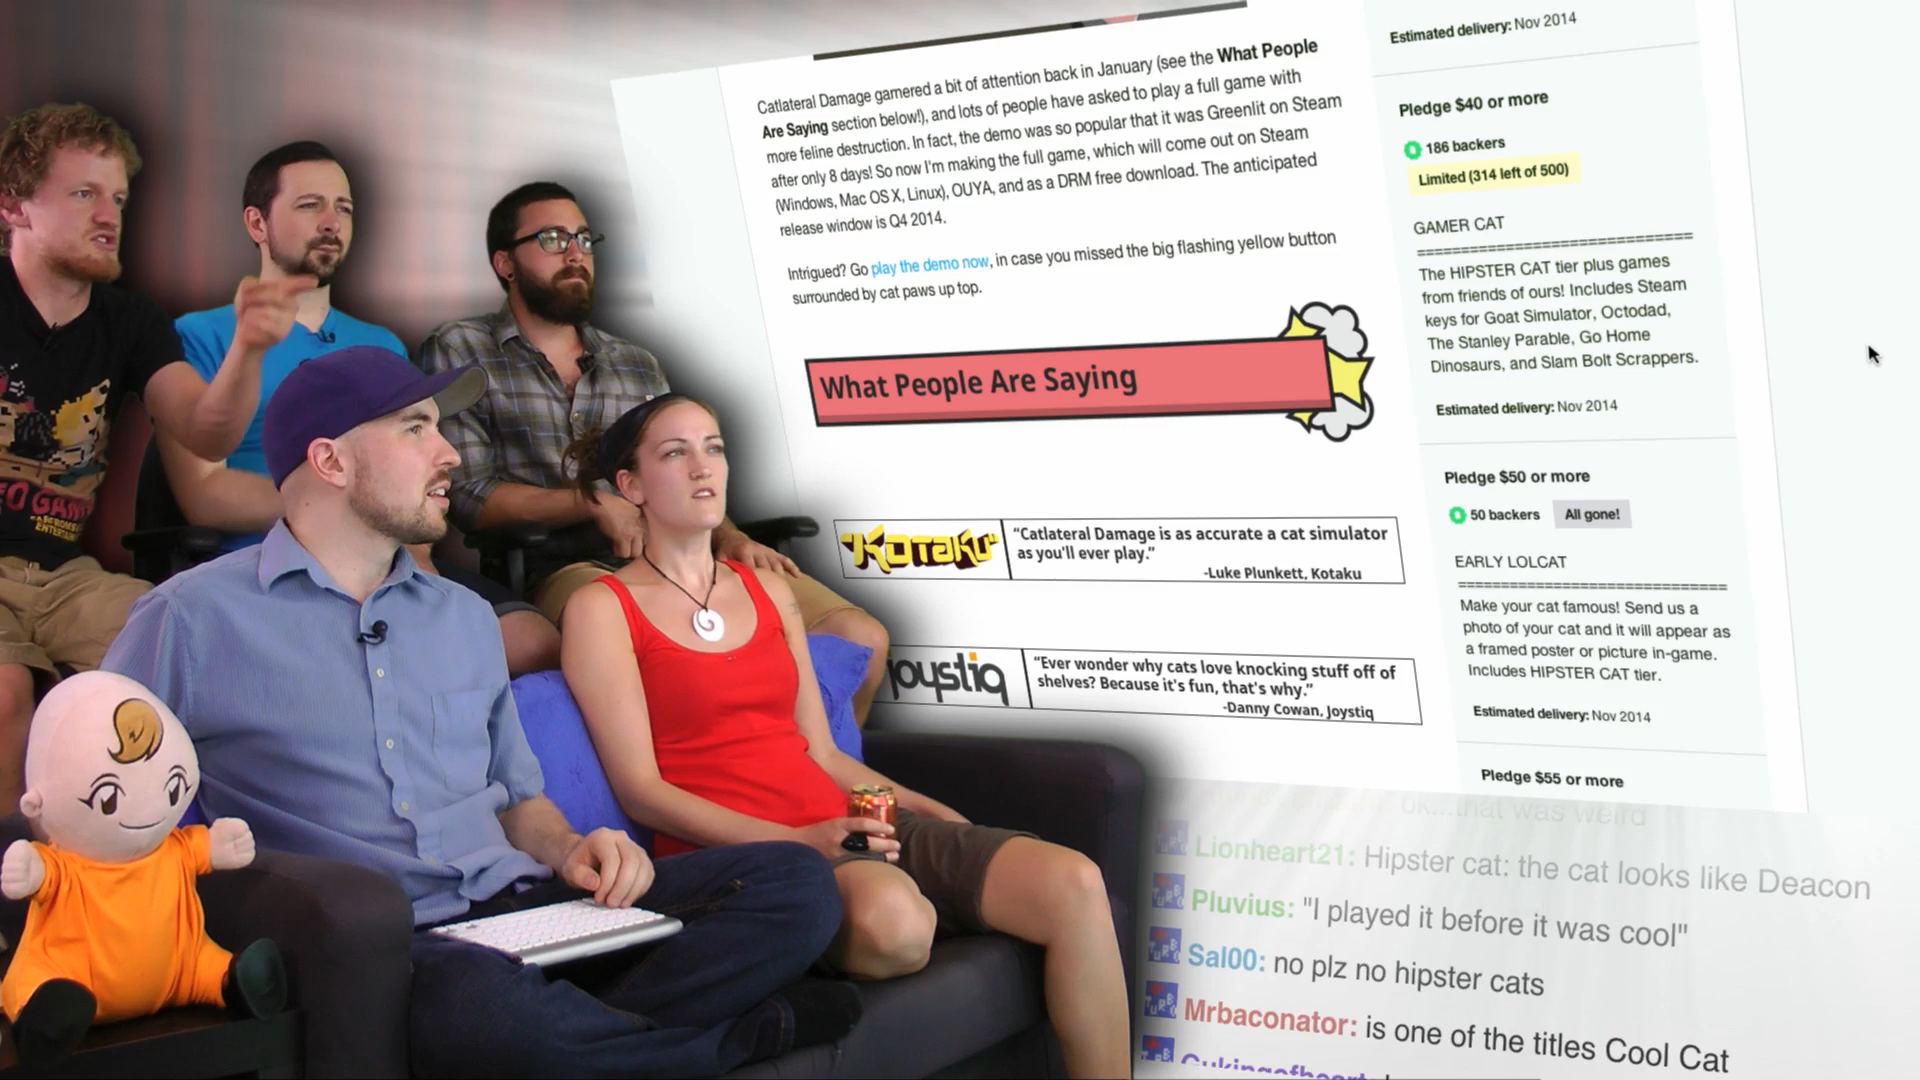 Catlateral Damage garnered a bit of attention back in January (see the What People
Are Saying section below!), and lots of people have asked to play a full game with
more feline destruction. In fact, the demo was so popular that it was Greenlit on Steam
after only 8 days! So now I'm making the full game, which will come out on Steam
(Windows, Mac OS X, Linux), OUYA, and as a DRM free download. The anticipated
release window is Q4 2014.
Intrigued? Go play the demo now, in case you missed the big flashing yellow button
surrounded by cat paws up top.
What People Are Saying
KOTAKU
“Catlateral Damage is as accurate a cat simulator
as you'll ever play.”
-Luke Plunkett, Kotaku
joystiq
“Ever wonder why cats love knocking stuff off of
shelves? Because it's fun, that's why.”
-Danny Cowan, Joystiq
Estimated delivery: Nov 2014
Pledge $40 or more
186 backers
Limited (314 left of 500)
GAMER CAT
==============================
The HIPSTER CAT tier plus games
from friends of ours! Includes Steam
keys for Goat Simulator, Octodad,
The Stanley Parable, Go Home
Dinosaurs, and Slam Bolt Scrappers.
Estimated delivery: Nov 2014
Pledge $50 or more
50 backers All gone!
EARLY LOLCAT
==============================
Make your cat famous! Send us a
photo of your cat and it will appear as
a framed poster or picture in-game.
Includes HIPSTER CAT tier.
Estimated delivery: Nov 2014
Pledge $55 or more
ok...that was weird
Lionheart21: Hipster cat: the cat looks like Deacon
Pluvius: "I played it before it was cool"
Sal00: no plz no hipster cats
Mrbaconator: is one of the titles Cool Cat